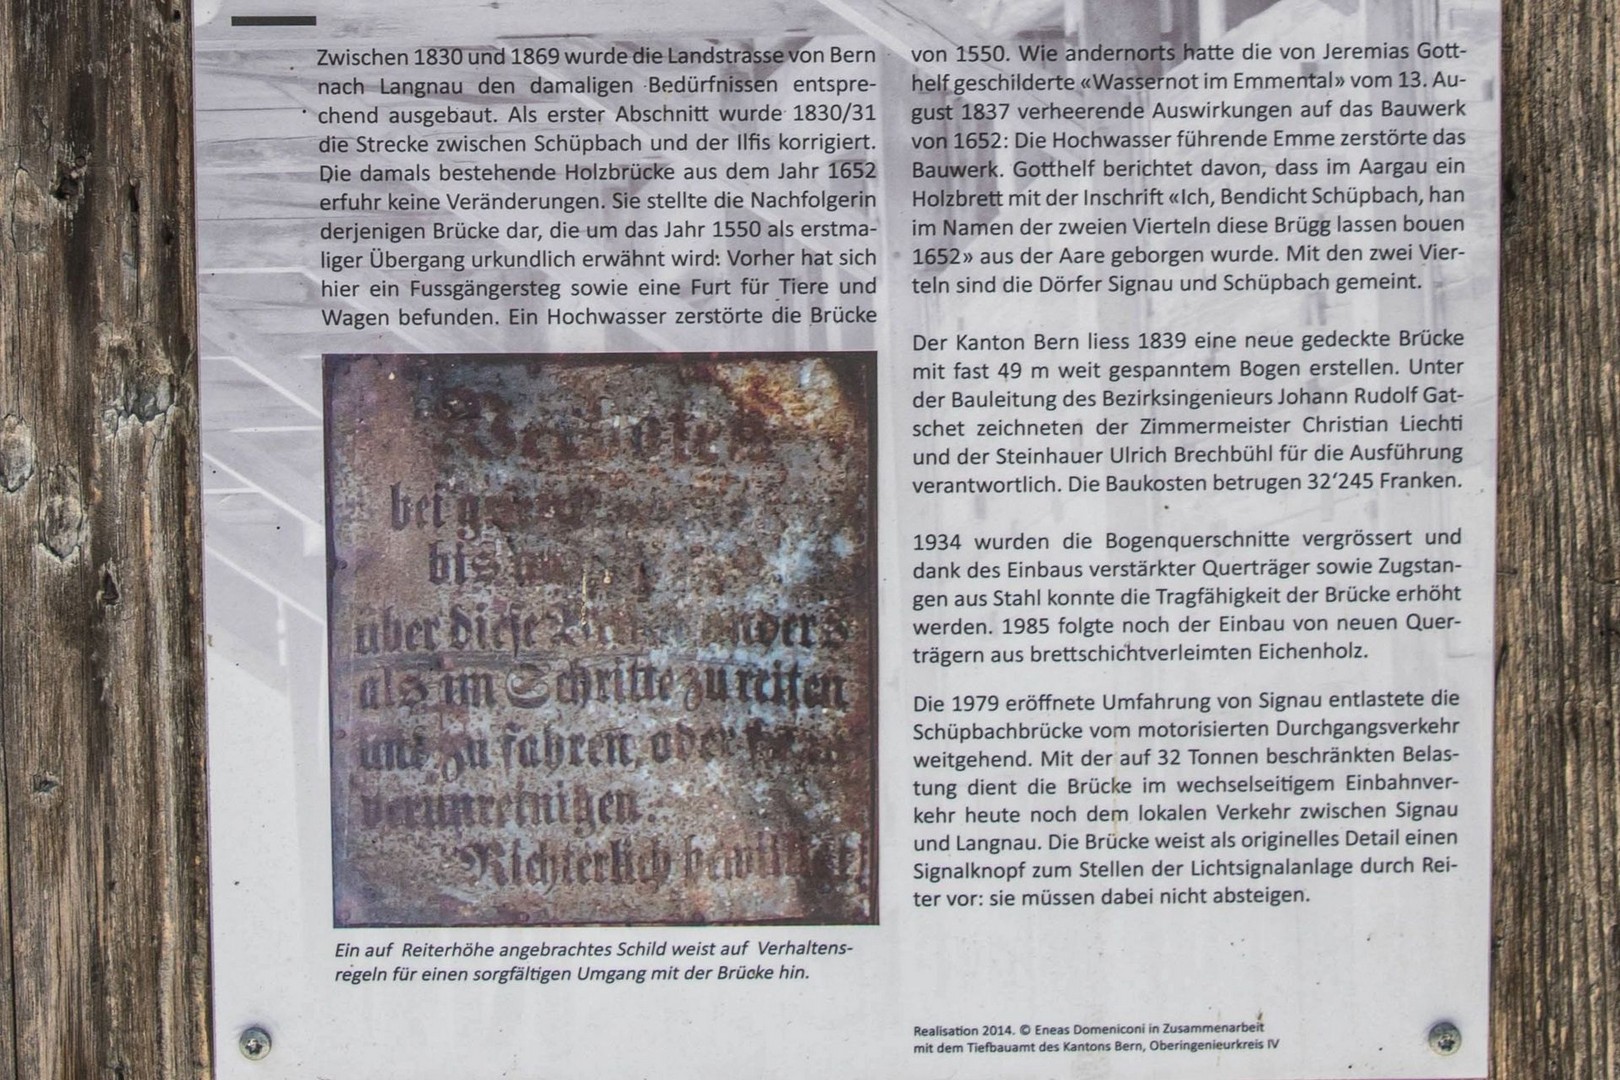 Zwischen 1830 und 1869 wurde die Landstrasse von Bern
nach Langnau den damaligen Bedürfnissen entspre-
chend ausgebaut. Als erster Abschnitt wurde 1830/31
die Strecke zwischen Schüpbach und der Ilfis korrigiert.
Die damals bestehende Holzbrücke aus dem Jahr 1652
erfuhr keine Veränderungen. Sie stellte die Nachfolgerin
derjenigen Brücke dar, die um das Jahr 1550 als erstma-
liger Übergang urkundlich erwähnt wird: Vorher hat sich
hier ein Fussgängersteg sowie eine Furt für Tiere und
Wagen befunden. Ein Hochwasser zerstörte die Brücke
bei
bis
über diese
als im Schritte zu reiten
und zu fahren, oder
verunreinigen.
Richterlich
Ein auf Reiterhöhe angebrachtes Schild weist auf Verhaltens-
regeln für einen sorgfältigen Umgang mit der Brücke hin.
von 1550. Wie andernorts hatte die von Jeremias Gott-
helf geschilderte «Wassernot im Emmental» vom 13. Au-
gust 1837 verheerende Auswirkungen auf das Bauwerk
von 1652: Die Hochwasser führende Emme zerstörte das
Bauwerk. Gotthelf berichtet davon, dass im Aargau ein
Holzbrett mit der Inschrift «Ich, Bendicht Schüpbach, han
im Namen der zweien Vierteln diese Brügg lassen bouen
1652» aus der Aare geborgen wurde. Mit den zwei Vier-
teln sind die Dörfer Signau und Schüpbach gemeint.
Der Kanton Bern liess 1839 eine neue gedeckte Brücke
mit fast 49 m weit gespanntem Bogen erstellen. Unter
der Bauleitung des Bezirksingenieurs Johann Rudolf Gat-
schet zeichneten der Zimmermeister Christian Liechti
und der Steinhauer Ulrich Brechbühl für die Ausführung
verantwortlich. Die Baukosten betrugen 32‘245 Franken.
1934 wurden die Bogenquerschnitte vergrössert und
dank des Einbaus verstärkter Querträger sowie Zugstan-
gen aus Stahl konnte die Tragfähigkeit der Brücke erhöht
werden. 1985 folgte noch der Einbau von neuen Quer-
trägern aus brettschichtverleimten Eichenholz.
Die 1979 eröffnete Umfahrung von Signau entlastete die
Schüpbachbrücke vom motorisierten Durchgangsverkehr
weitgehend. Mit der auf 32 Tonnen beschränkten Belas-
tung dient die Brücke im wechselseitigem Einbahnver-
kehr heute noch dem lokalen Verkehr zwischen Signau
und Langnau. Die Brücke weist als originelles Detail einen
Signalknopf zum Stellen der Lichtsignalanlage durch Rei-
ter vor: sie müssen dabei nicht absteigen.
Realisation 2014. © Eneas Domeniconi in Zusammenarbeit
mit dem Tiefbauamt des Kantons Bern, Oberingenieurkreis IV